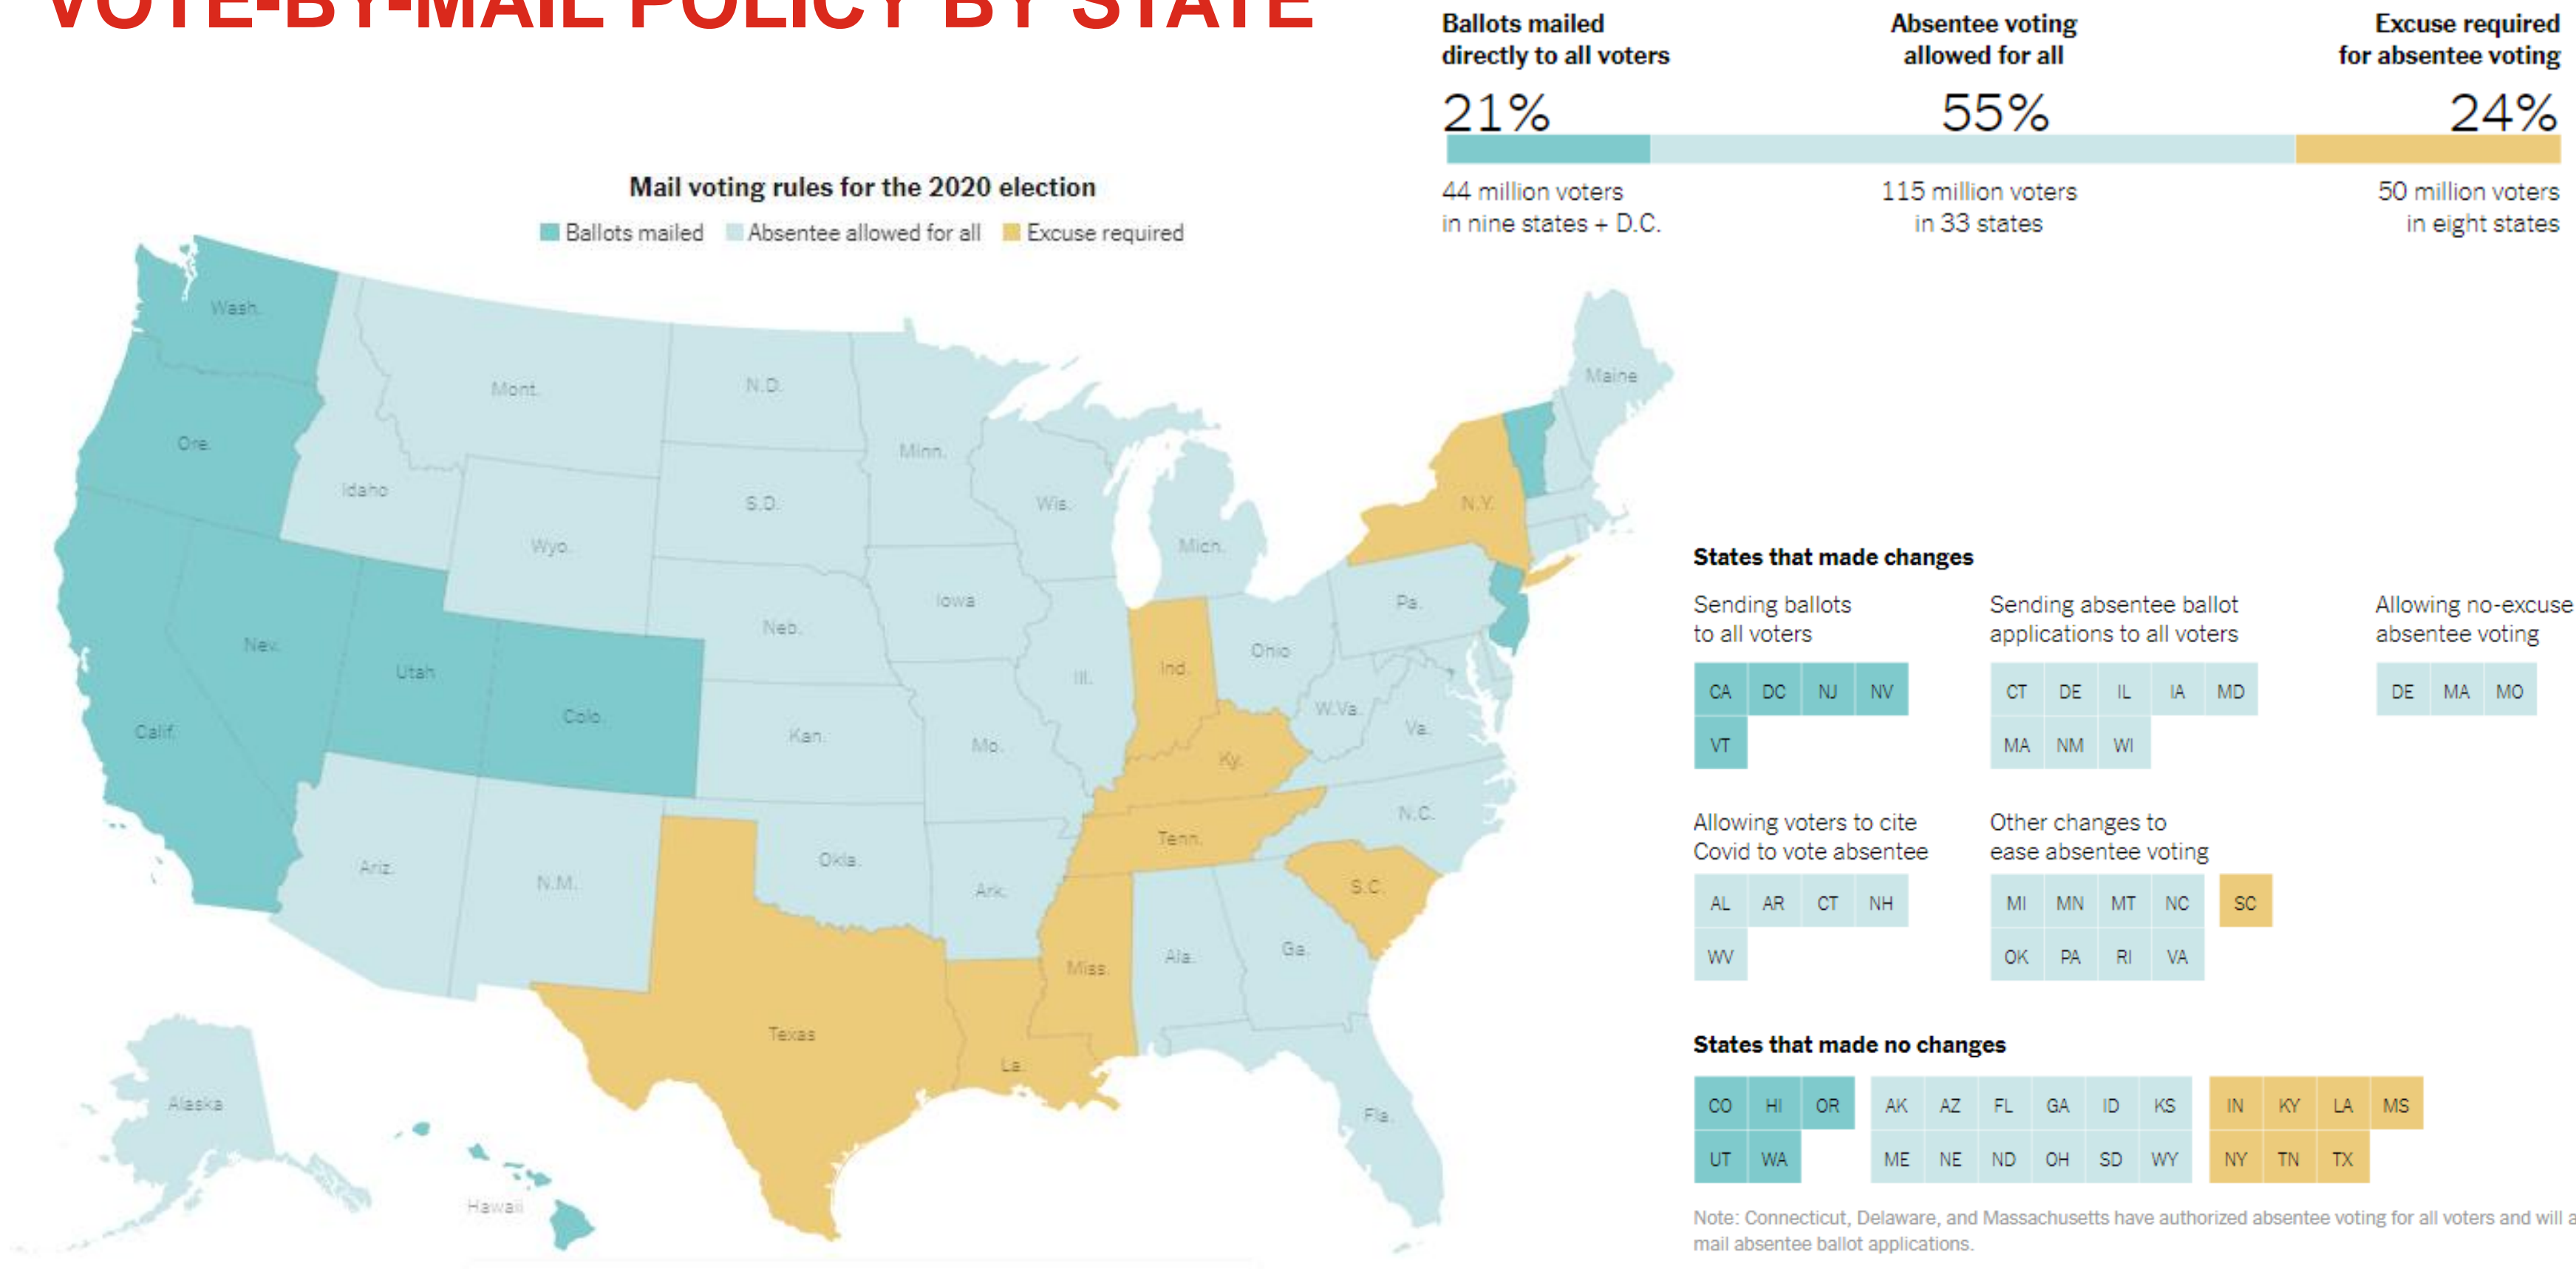 VOTE-BY-MAIL POLICY BY STATE
Ballots mailed
directly to all voters
21%
44 million voters
in nine states + D.C.
Absentee voting
allowed for all
55%
115 million voters
in 33 states
Excuse required
for absentee voting
24%
50 million voters
in eight states
Mail voting rules for the 2020 election
Ballots mailed Absentee allowed for all Excuse required
Wash.
Ore.
Calif.
Nev.
Idaho
Mont.
Wyo.
Utah
Colo.
Ariz.
N.M.
N.D.
S.D.
Neb.
Kan.
Okla.
Texas
Minn.
Iowa
Mo.
Ark.
La.
Wis.
Ill.
Mich.
Ind.
Ohio
Ky.
Tenn.
Miss.
Ala.
Ga.
Fla.
S.C.
N.C.
Va.
W.Va.
Pa.
N.Y.
Maine
Alaska
Hawaii
States that made changes
Sending ballots
to all voters
CA DC NJ NV
VT
Sending absentee ballot
applications to all voters
CT DE IL IA MD
MA NM WI
Allowing no-excuse
absentee voting
DE MA MO
Allowing voters to cite
Covid to vote absentee
AL AR CT NH
WV
Other changes to
ease absentee voting
MI MN MT NC SC
OK PA RI VA
States that made no changes
CO HI OR AK AZ FL GA ID KS IN KY LA MS
UT WA ME NE ND OH SD WY NY TN TX
Note: Connecticut, Delaware, and Massachusetts have authorized absentee voting for all voters and will
mail absentee ballot applications.